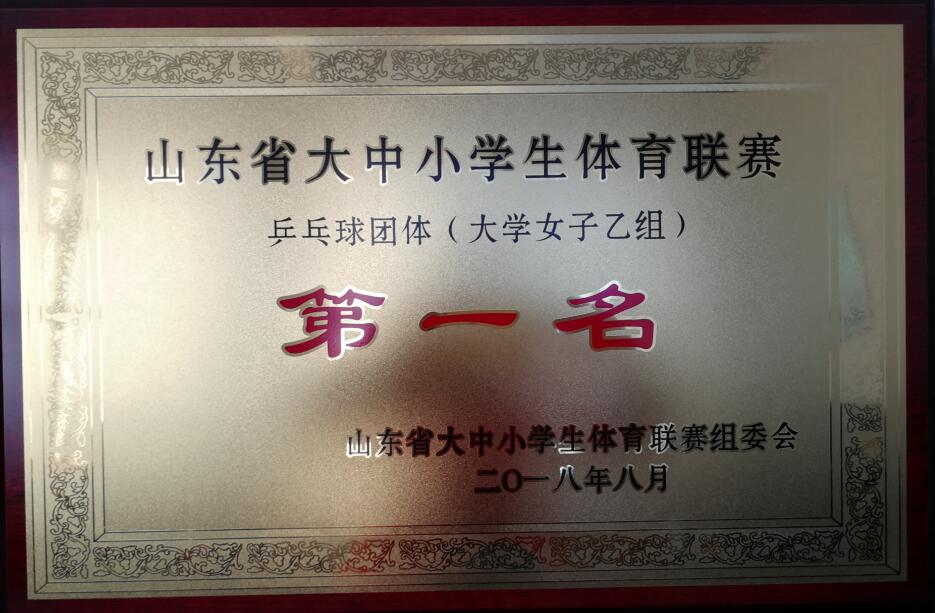 山东省大中小学生体育联赛
乒乓球团体（大学女子乙组）
第一名
山东省大中小学生体育联赛组委会
二〇一八年八月